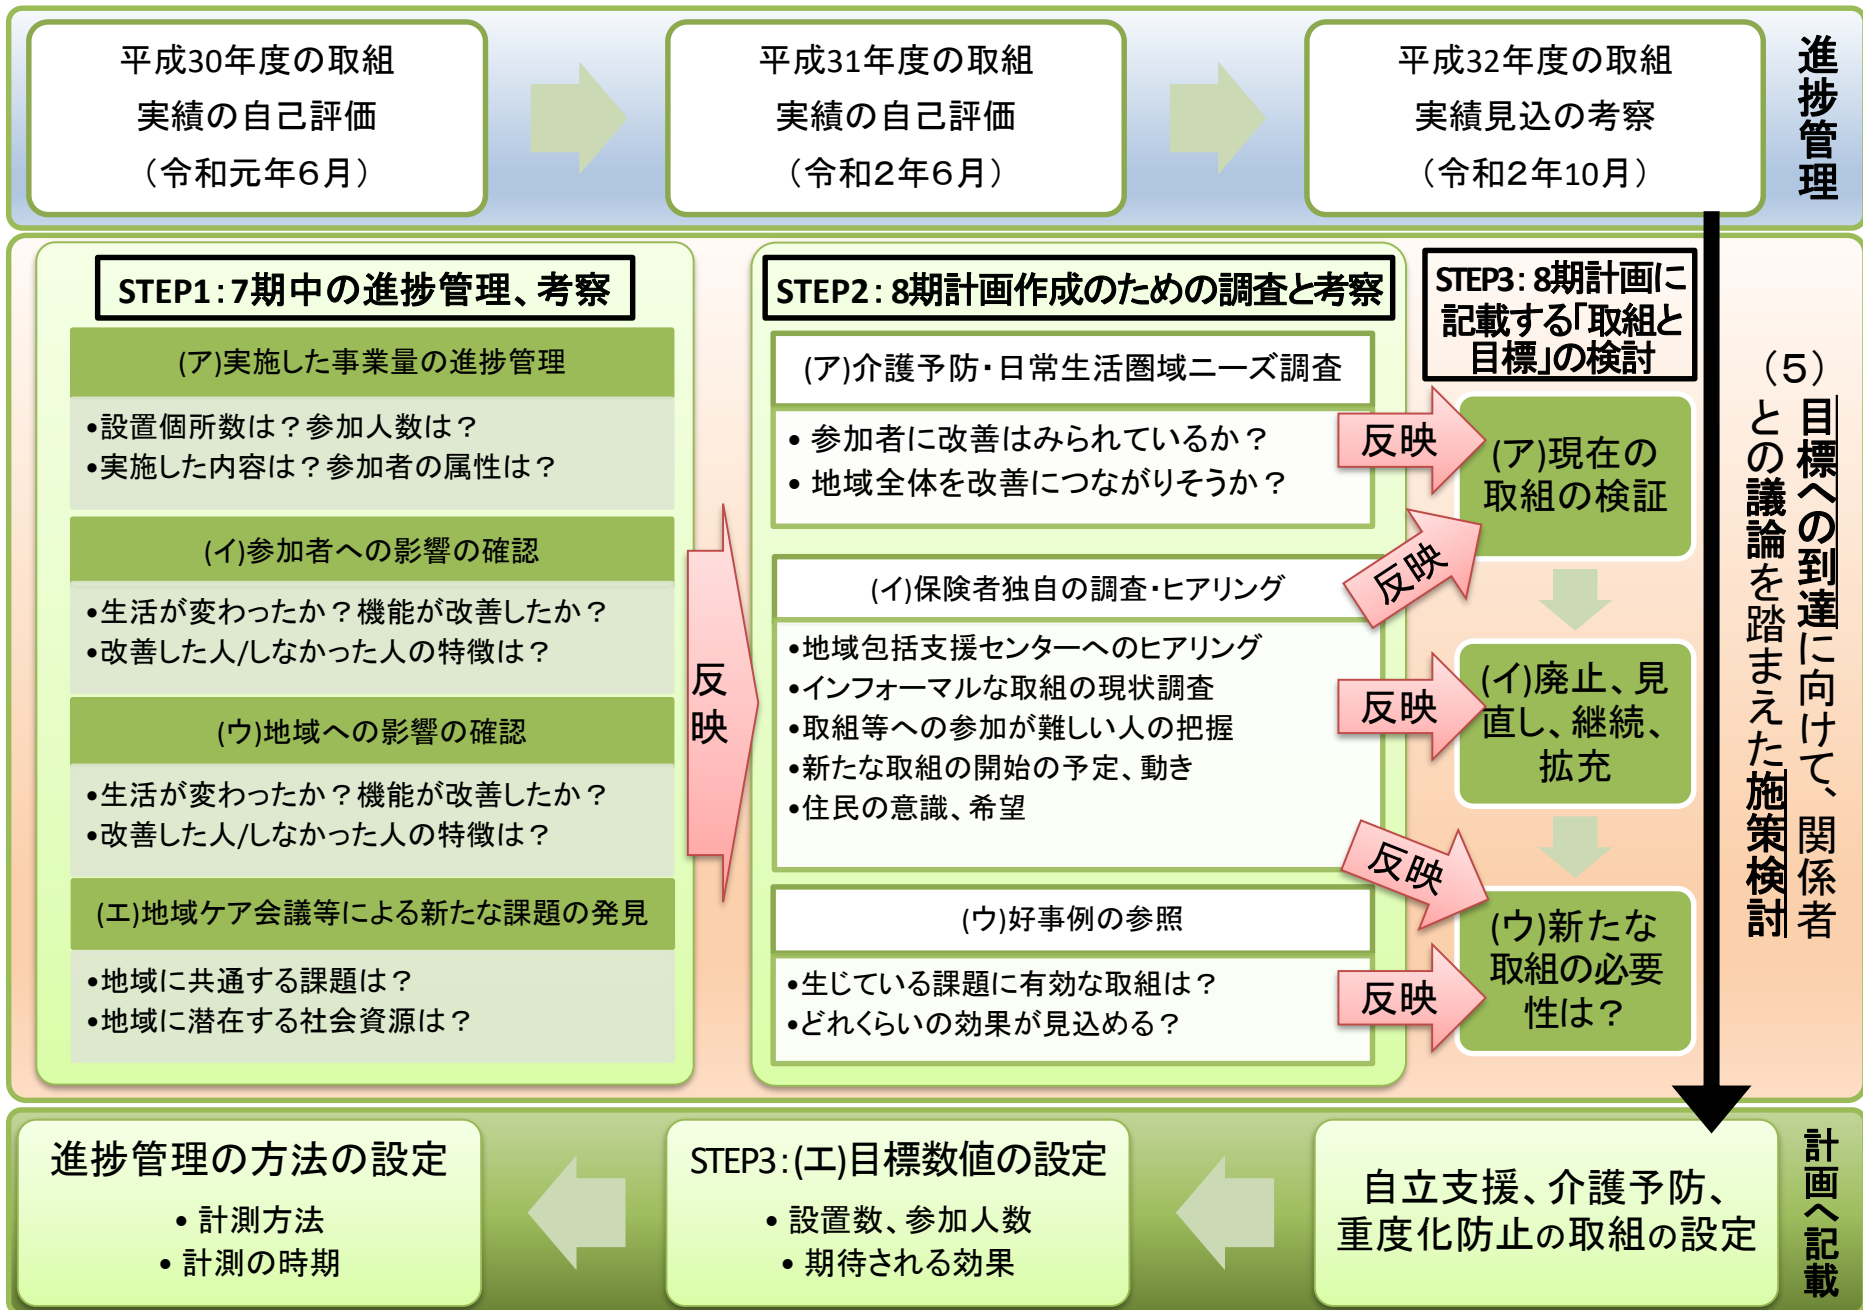 平成30年度の取組
実績の自己評価
（令和元年６月）
平成31年度の取組
実績の自己評価
（令和２年６月）
平成32年度の取組
実績見込の考察
（令和２年10月）
進捗管理
STEP1：7期中の進捗管理、考察
(ア)実施した事業量の進捗管理
•設置個所数は？参加人数は？
•実施した内容は？参加者の属性は？
(イ)参加者への影響の確認
•生活が変わったか？機能が改善したか？
•改善した人/しなかった人の特徴は？
(ウ)地域への影響の確認
•生活が変わったか？機能が改善したか？
•改善した人/しなかった人の特徴は？
(エ)地域ケア会議等による新たな課題の発見
•地域に共通する課題は？
•地域に潜在する社会資源は？
反
映
STEP2：8期計画作成のための調査と考察
(ア)介護予防・日常生活圏域ニーズ調査
• 参加者に改善はみられているか？
• 地域全体を改善につながりそうか？
(イ)保険者独自の調査・ヒアリング
•地域包括支援センターへのヒアリング
•インフォーマルな取組の現状調査
•取組等への参加が難しい人の把握
•新たな取組の開始の予定、動き
•住民の意識、希望
(ウ)好事例の参照
•生じている課題に有効な取組は？
•どれくらいの効果が見込める？
反映
反映
反映
反映
反映
STEP3：8期計画に
記載する「取組と
目標」の検討
(ア)現在の
取組の検証
(イ)廃止、見
直し、継続、
拡充
(ウ)新たな
取組の必要
性は？
（５）
目標への到達に向けて、関係者
との議論を踏まえた施策検討
進捗管理の方法の設定
• 計測方法
• 計測の時期
STEP3：(エ)目標数値の設定
• 設置数、参加人数
• 期待される効果
自立支援、介護予防、
重度化防止の取組の設定
計画へ記載